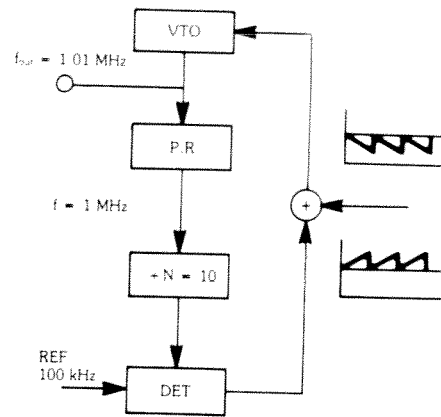 VTO
f_out = 1.01 MHz
P.R
f = 1 MHz
+
÷ N = 10
REF
100 kHz
DET